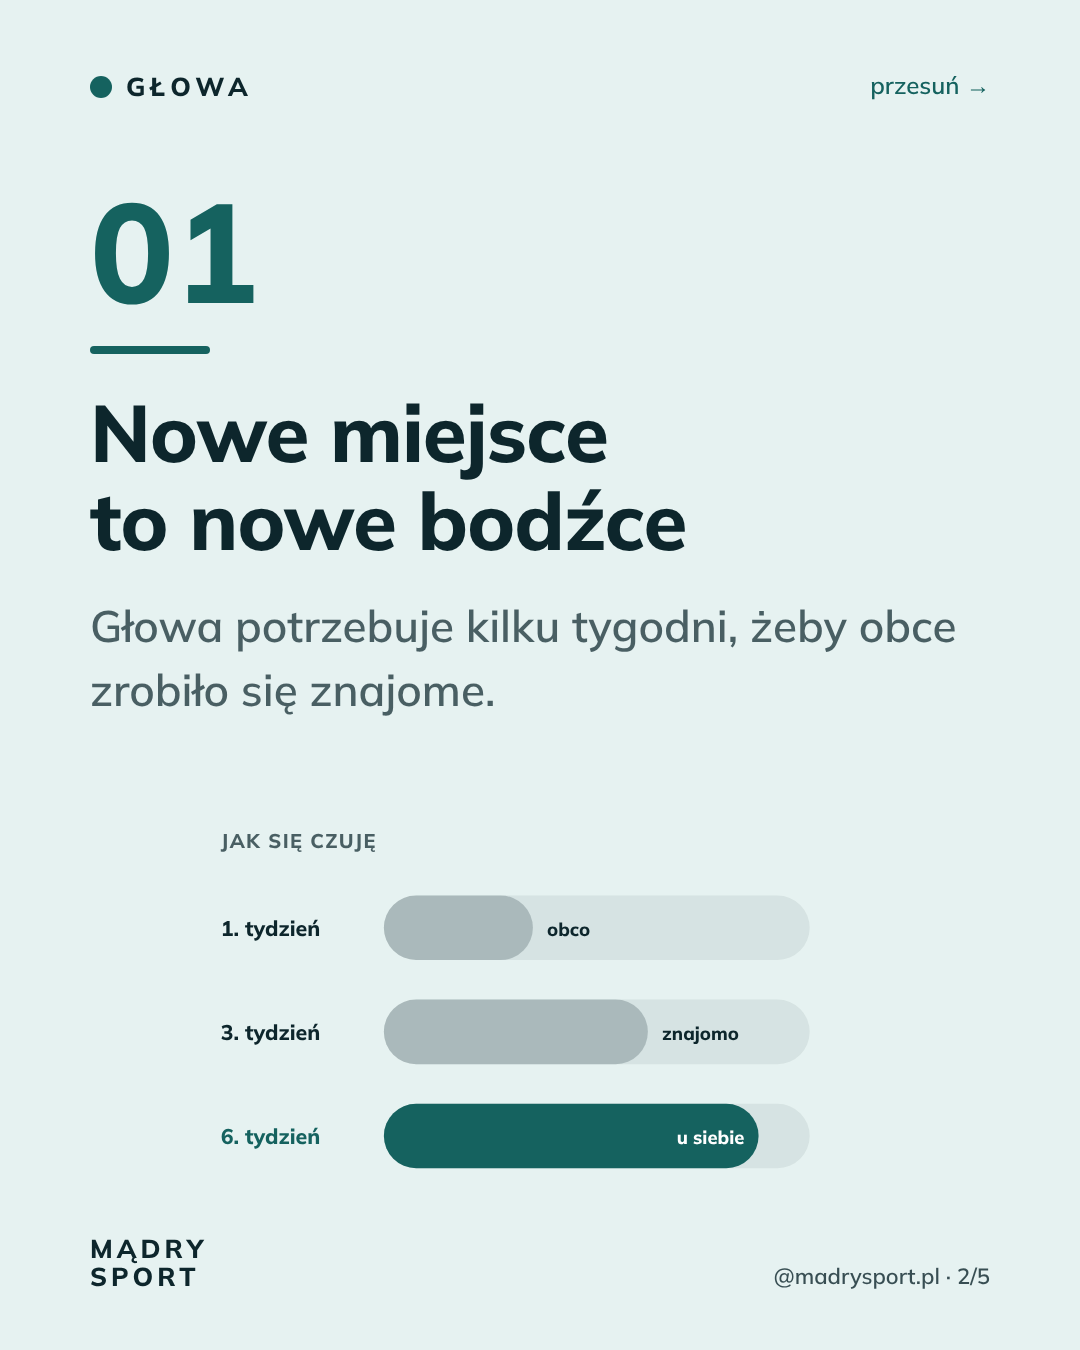 GŁOWA
przesuń →
01
Nowe miejsce
to nowe bodźce
Głowa potrzebuje kilku tygodni, żeby obce
zrobiło się znajome.
JAK SIĘ CZUJĘ
1. tydzień obco
3. tydzień znajomo
6. tydzień u siebie
MĄDRY
SPORT
@madrysport.pl · 2/5